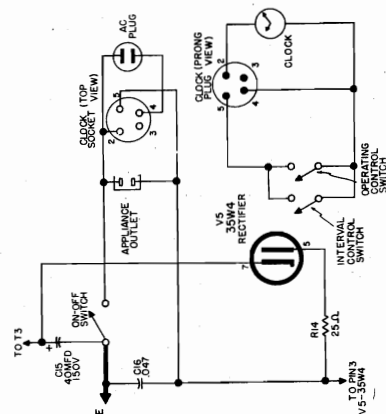 AC
PLUG
CLOCK
SOCKET (TOP
VIEW)
2
5
3
4
APPLIANCE
OUTLET
ON-OFF
SWITCH
TO T3
+
C15
40MFD
150V
C16
.047
E
CLOCK (PRONG
PLUG VIEW)
5
2
4
3
CLOCK
OPERATING
CONTROL
SWITCH
INTERVAL
CONTROL
SWITCH
V5
35W4
RECTIFIER
7
5
R14
25Ω
TO PIN 3
V5-35W4